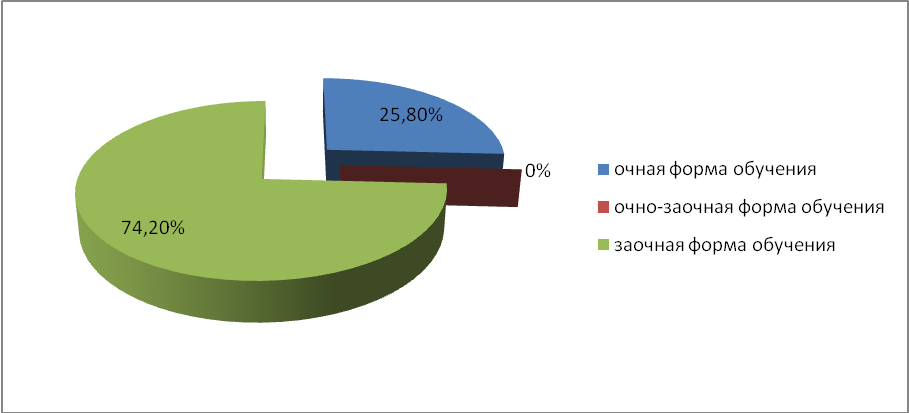 25,80%
0%
74,20%
очная форма обучения
очно-заочная форма обучения
заочная форма обучения